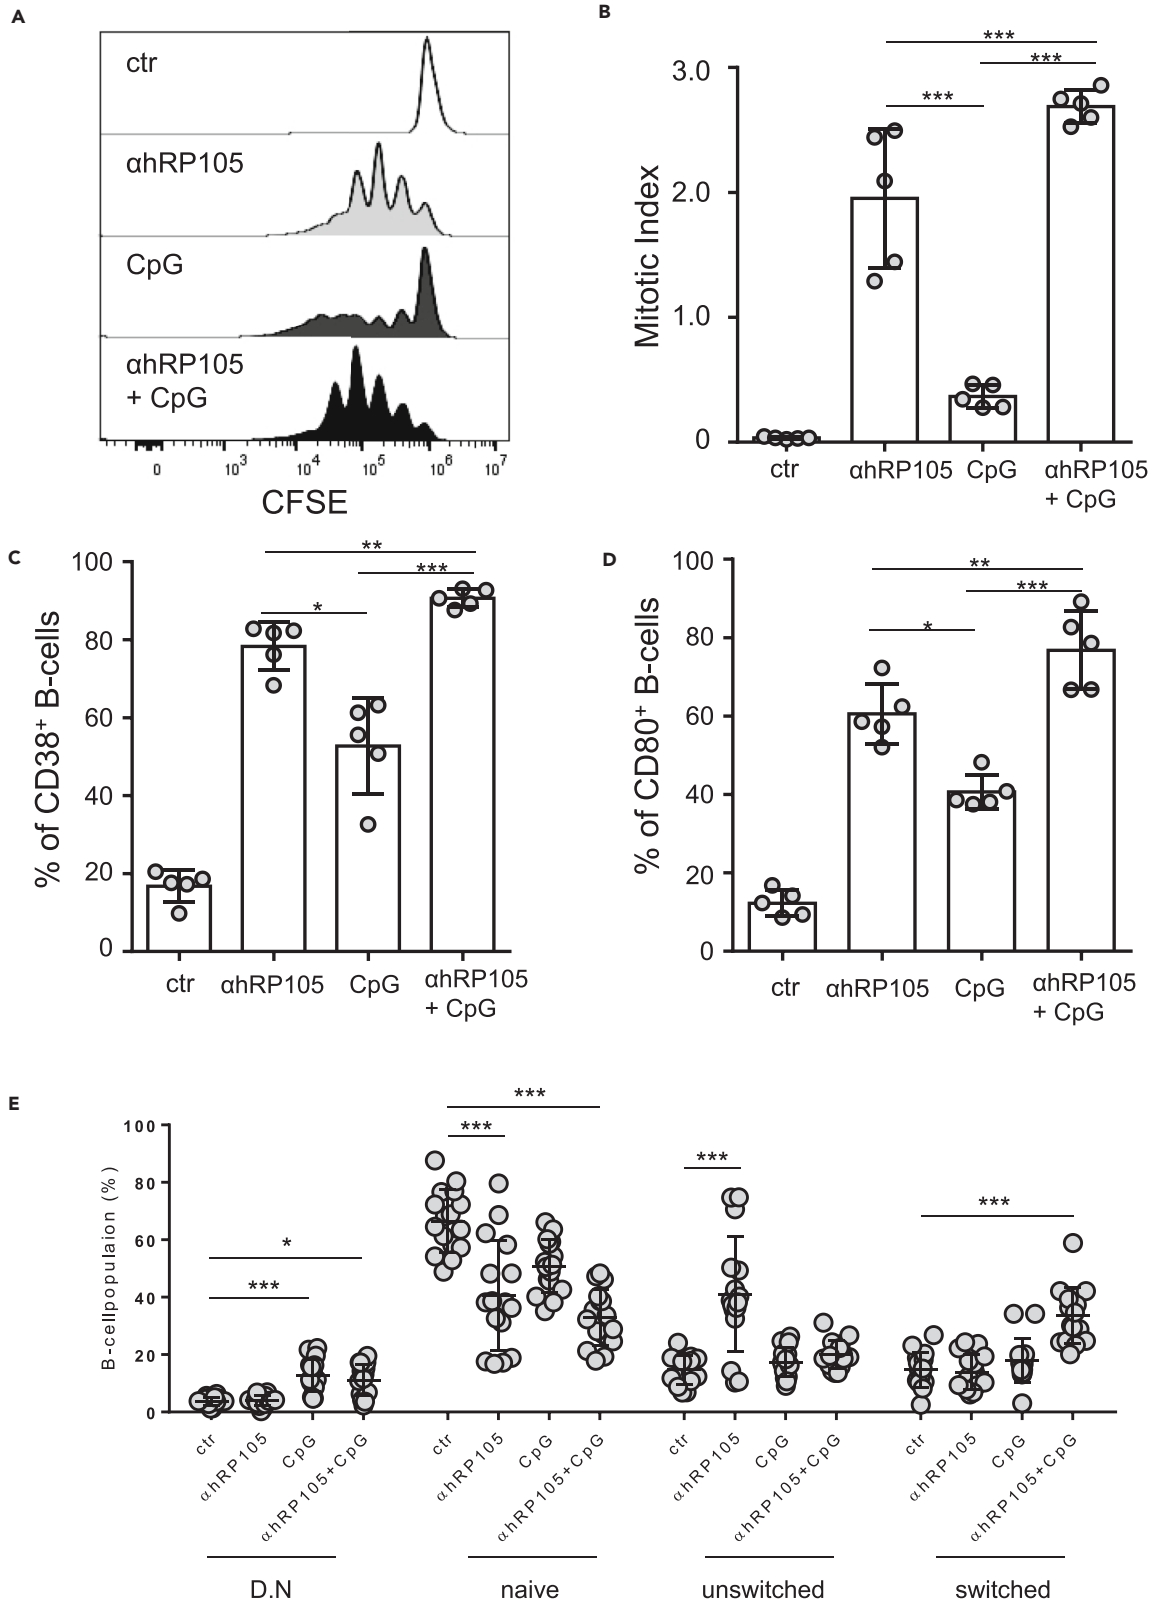 A
ctr
αhRP105
CpG
αhRP105
+ CpG
0 10³ 10⁴ 10⁵ 10⁶ 10⁷
CFSE
B
***
***
***
3.0
2.0
1.0
0
Mitotic Index
ctr αhRP105 CpG αhRP105
+ CpG
C
**
***
*
100
80
60
40
20
0
% of CD38⁺ B-cells
ctr αhRP105 CpG αhRP105
+ CpG
D
**
***
*
100
80
60
40
20
0
% of CD80⁺ B-cells
ctr αhRP105 CpG αhRP105
+ CpG
E
***
***
***
***
*
***
100
80
60
40
20
0
B-cellpopulaion (%)
ctr αhRP105 CpG αhRP105+CpG ctr αhRP105 CpG αhRP105+CpG ctr αhRP105 CpG αhRP105+CpG ctr αhRP105 CpG αhRP105+CpG
D.N naive unswitched switched